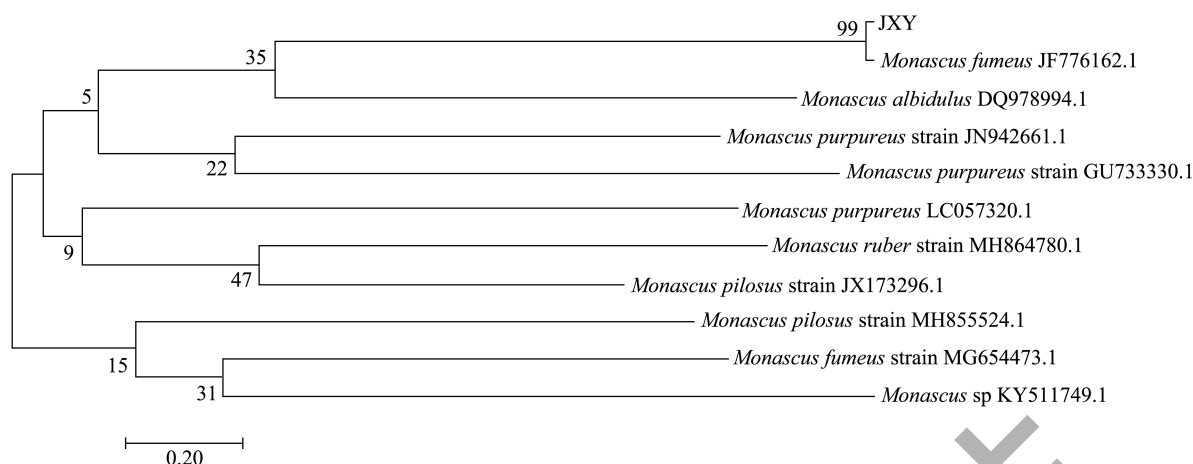 99 JXY
35 Monascus fumeus JF776162.1
5 Monascus albidulus DQ978994.1
Monascus purpureus strain JN942661.1
22 Monascus purpureus strain GU733330.1
Monascus purpureus LC057320.1
9 Monascus ruber strain MH864780.1
47 Monascus pilosus strain JX173296.1
Monascus pilosus strain MH855524.1
15 Monascus fumeus strain MG654473.1
31 Monascus sp KY511749.1
0.20